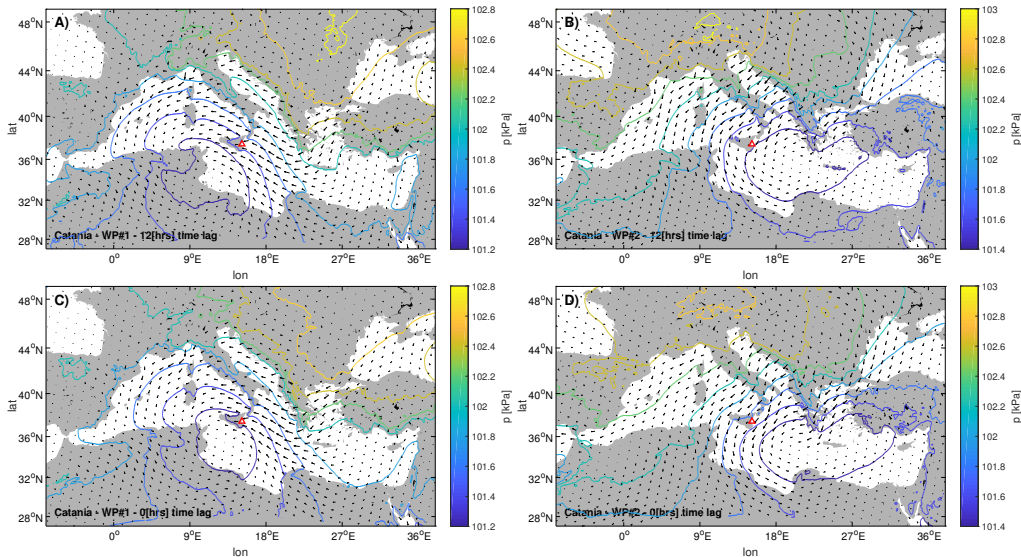 A)
48°N
44°N
40°N
36°N
32°N
28°N
lat
0° 9°E 18°E 27°E 36°E
lon
Catania - WP#1 - 12[hrs] time lag
102.8
102.6
102.4
102.2
102
101.8
101.6
101.4
101.2
p [kPa]
B)
48°N
44°N
40°N
36°N
32°N
28°N
0° 9°E 18°E 27°E 36°E
lon
Catania - WP#2 - 12[hrs] time lag
103
102.8
102.6
102.4
102.2
102
101.8
101.6
101.4
p [kPa]
C)
48°N
44°N
40°N
36°N
32°N
28°N
lat
0° 9°E 18°E 27°E 36°E
lon
Catania - WP#1 - 0[hrs] time lag
102.8
102.6
102.4
102.2
102
101.8
101.6
101.4
101.2
p [kPa]
D)
48°N
44°N
40°N
36°N
32°N
28°N
0° 9°E 18°E 27°E 36°E
lon
Catania - WP#2 - 0[hrs] time lag
103
102.8
102.6
102.4
102.2
102
101.8
101.6
101.4
p [kPa]